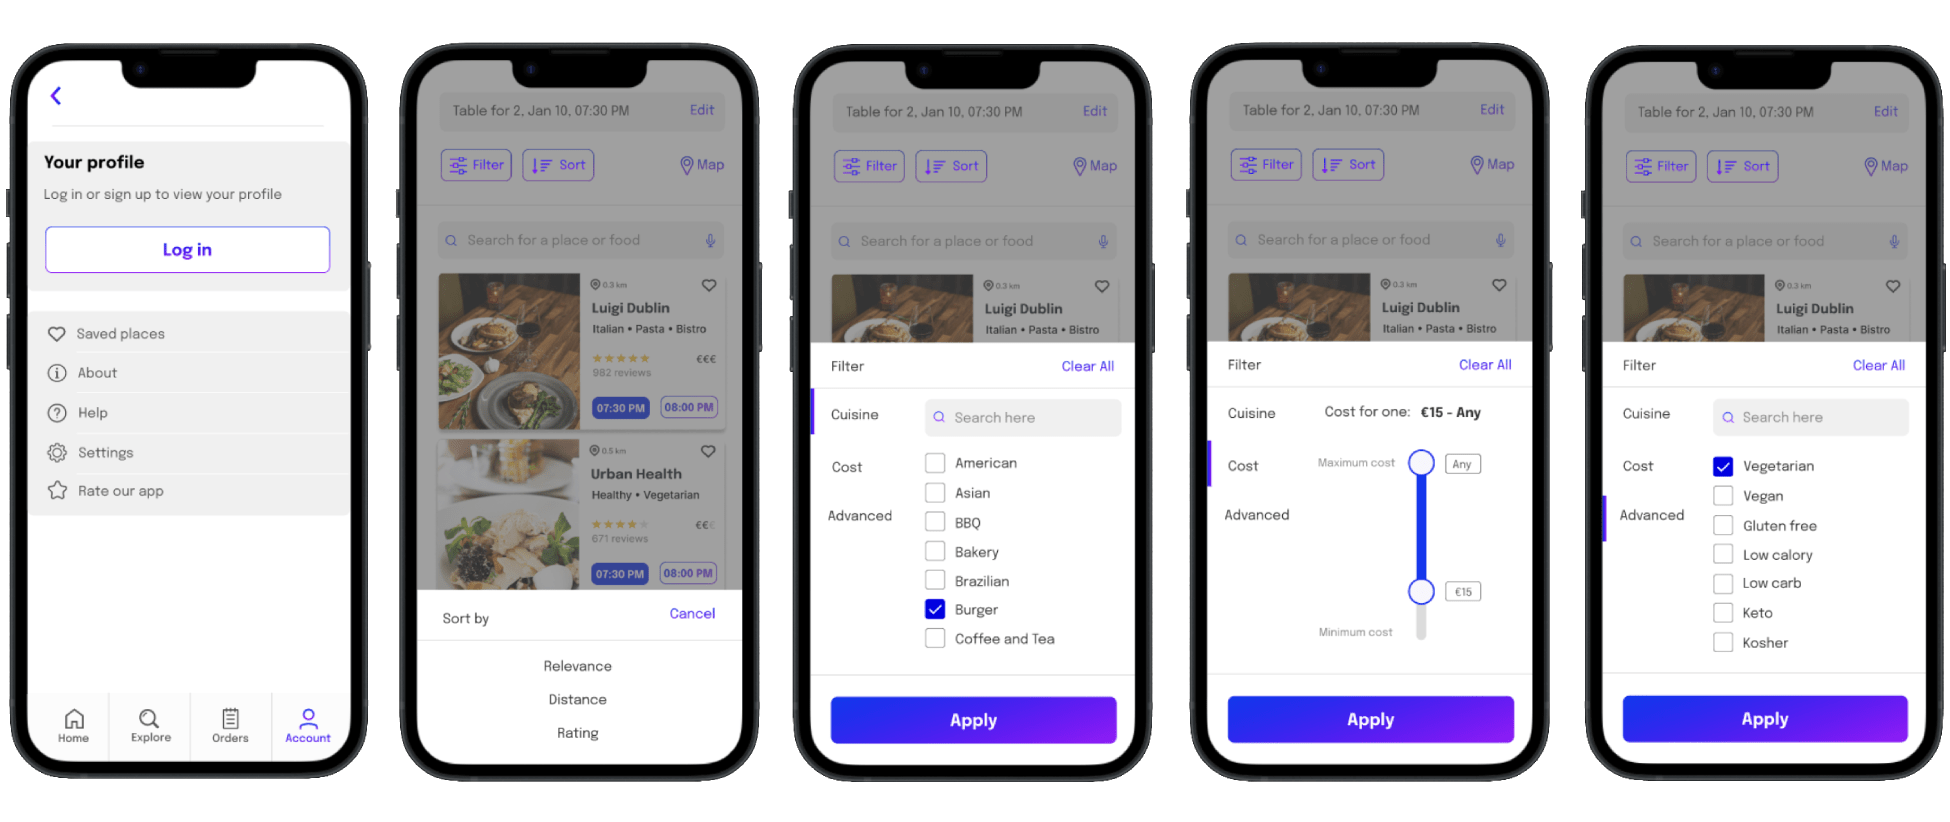 Your profile
Log in or sign up to view your profile
Log in
Saved places
About
Help
Settings
Rate our app
Home
Explore
Orders
Account
Table for 2, Jan 10, 07:30 PM
Edit
Filter
Sort
Map
Search for a place or food
0.3 km
Luigi Dublin
Italian • Pasta • Bistro
€€€
982 reviews
07:30 PM
08:00 PM
0.5 km
Urban Health
Healthy • Vegetarian
€€€
671 reviews
07:30 PM
08:00 PM
Sort by
Cancel
Relevance
Distance
Rating
Table for 2, Jan 10, 07:30 PM
Edit
Filter
Sort
Map
Search for a place or food
0.3 km
Luigi Dublin
Italian • Pasta • Bistro
Filter
Clear All
Cuisine
Search here
Cost
Advanced
American
Asian
BBQ
Bakery
Brazilian
Burger
Coffee and Tea
Apply
Table for 2, Jan 10, 07:30 PM
Edit
Filter
Sort
Map
Search for a place or food
0.3 km
Luigi Dublin
Italian • Pasta • Bistro
Filter
Clear All
Cuisine
Cost for one: €15 - Any
Cost
Maximum cost
Any
Advanced
€15
Minimum cost
Apply
Table for 2, Jan 10, 07:30 PM
Edit
Filter
Sort
Map
Search for a place or food
0.3 km
Luigi Dublin
Italian • Pasta • Bistro
Filter
Clear All
Cuisine
Search here
Cost
Advanced
Vegetarian
Vegan
Gluten free
Low calory
Low carb
Keto
Kosher
Apply